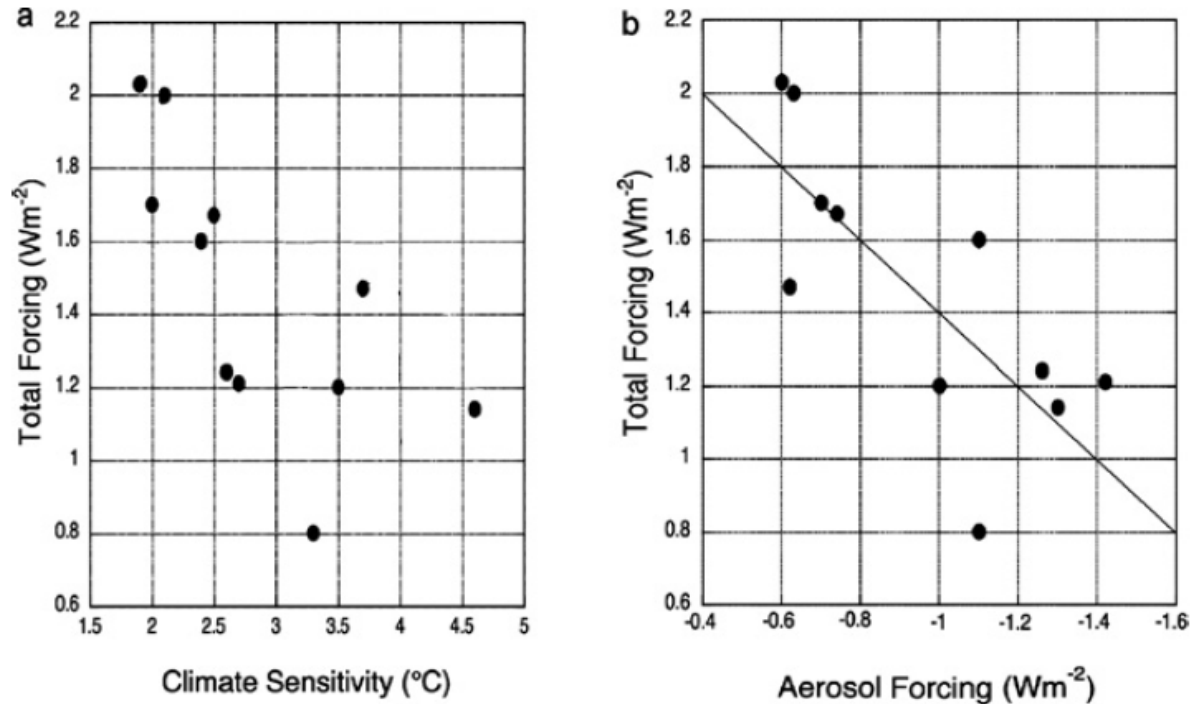 a
2.2
2
1.8
1.6
1.4
1.2
1
0.8
0.6
1.5 2 2.5 3 3.5 4 4.5 5
Total Forcing (Wm-2)
Climate Sensitivity (°C)
b
2.2
2
1.8
1.6
1.4
1.2
1
0.8
0.6
-0.4 -0.6 -0.8 -1 -1.2 -1.4 -1.6
Total Forcing (Wm-2)
Aerosol Forcing (Wm-2)